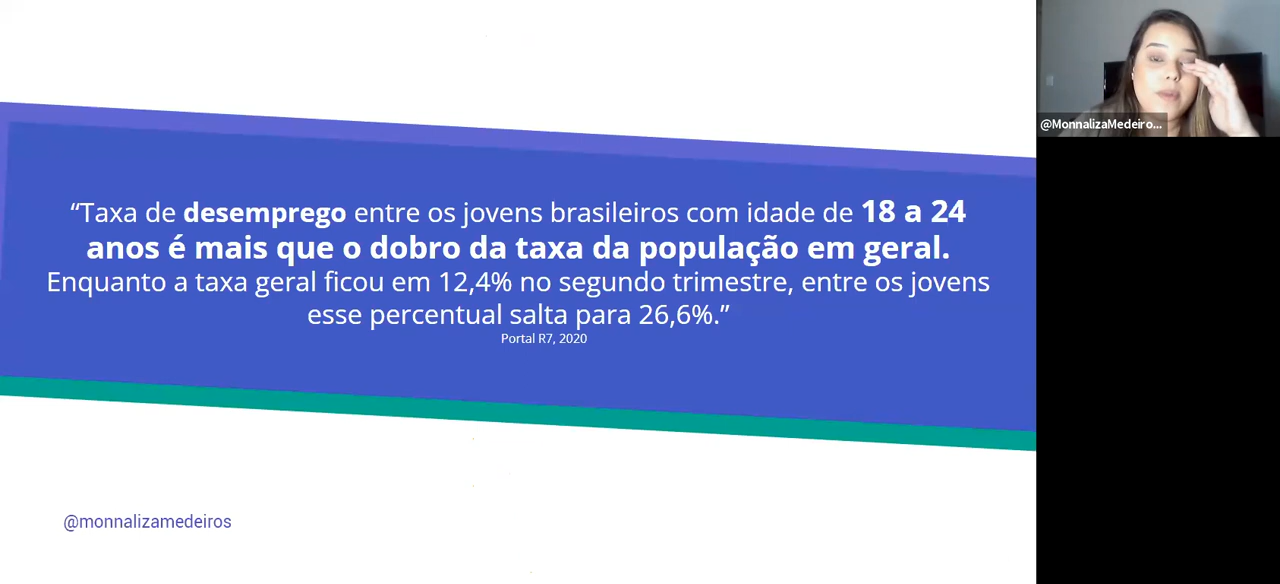 “Taxa de desemprego entre os jovens brasileiros com idade de 18 a 24
anos é mais que o dobro da taxa da população em geral.
Enquanto a taxa geral ficou em 12,4% no segundo trimestre, entre os jovens
esse percentual salta para 26,6%.”
Portal R7, 2020
@monnalizamedeiros
@MonnalizaMedeiro...